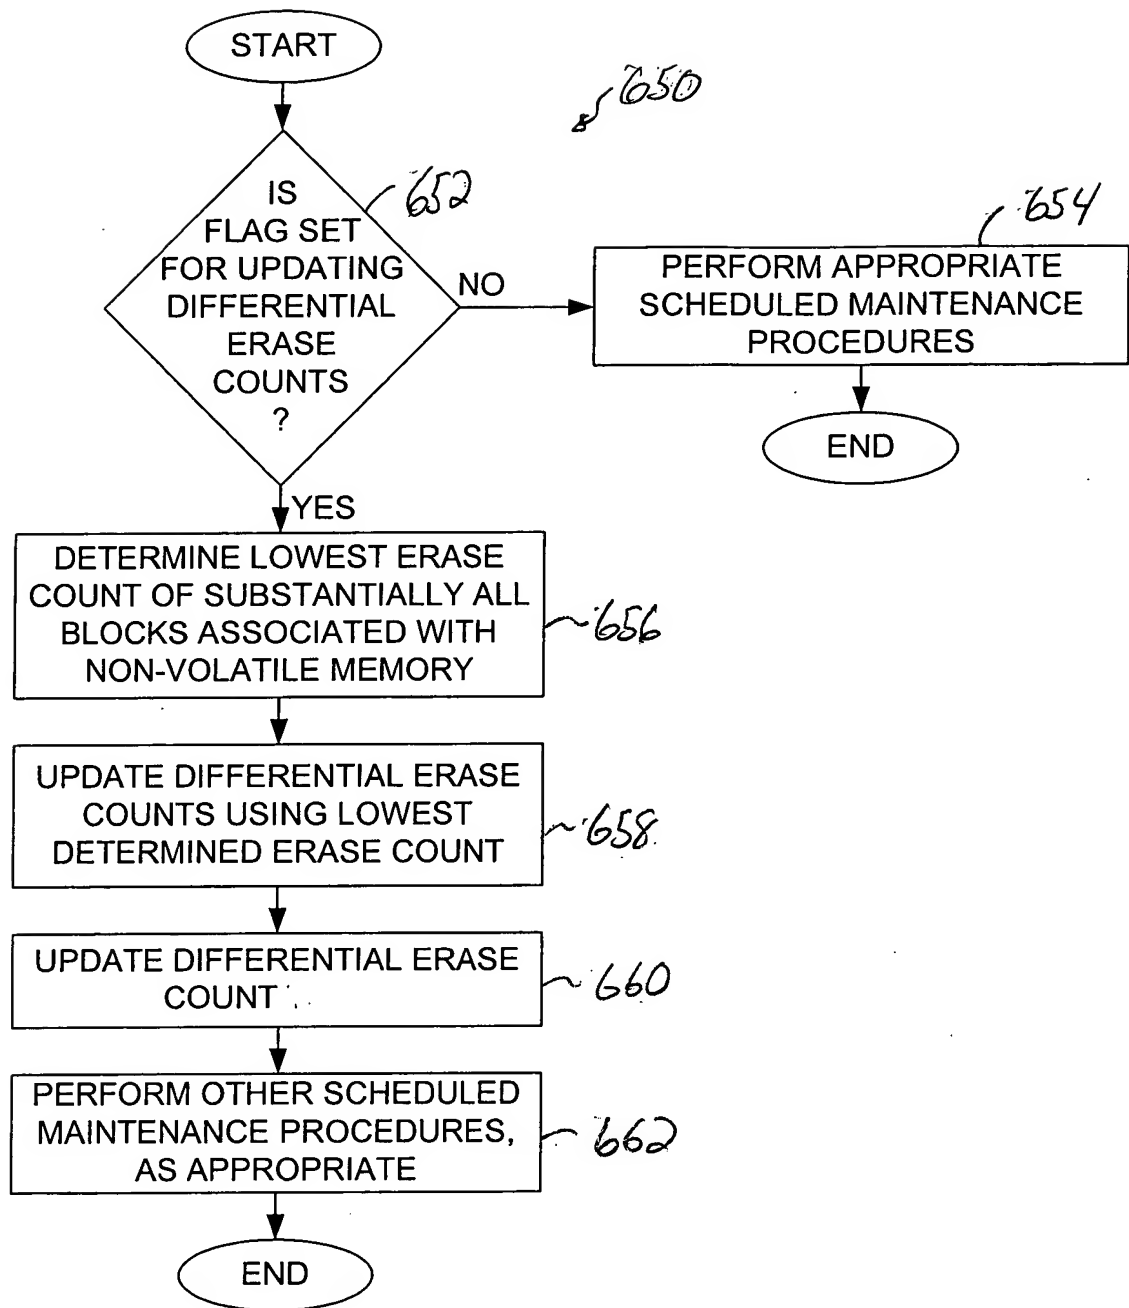 START
650
IS
FLAG SET
FOR UPDATING
DIFFERENTIAL
ERASE
COUNTS
?
652
NO
654
PERFORM APPROPRIATE
SCHEDULED MAINTENANCE
PROCEDURES
END
YES
DETERMINE LOWEST ERASE
COUNT OF SUBSTANTIALLY ALL
BLOCKS ASSOCIATED WITH
NON-VOLATILE MEMORY
656
UPDATE DIFFERENTIAL ERASE
COUNTS USING LOWEST
DETERMINED ERASE COUNT
658
UPDATE DIFFERENTIAL ERASE
COUNT
660
PERFORM OTHER SCHEDULED
MAINTENANCE PROCEDURES,
AS APPROPRIATE
662
END